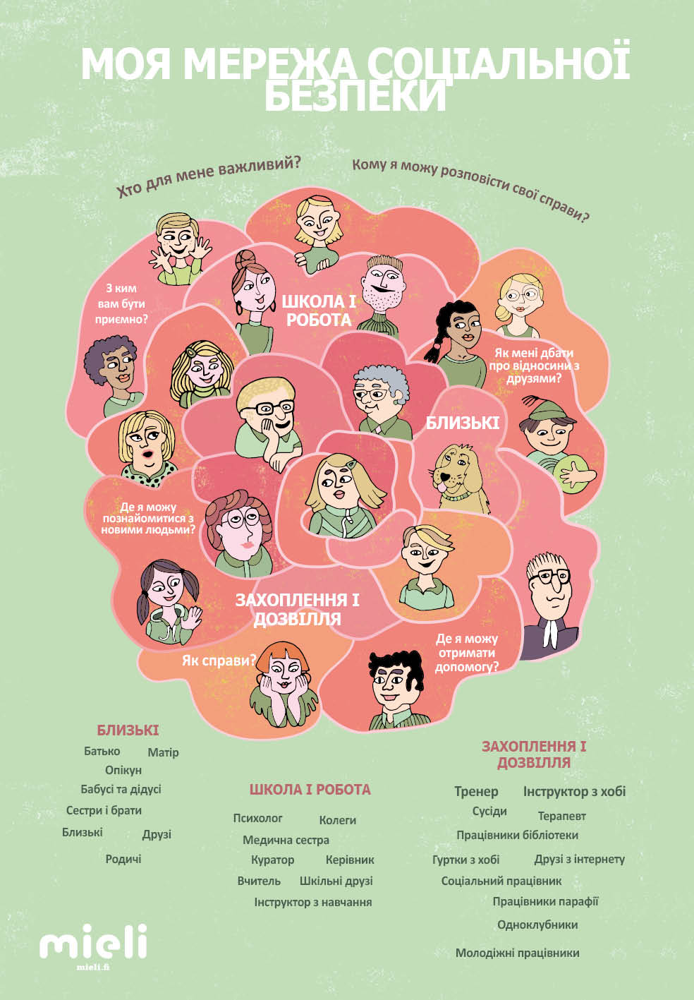 МОЯ МЕРЕЖА СОЦІАЛЬНОЇ
БЕЗПЕКИ
Хто для мене важливий?
Кому я можу розповісти свої справи?
З ким
вам бути
приємно?
ШКОЛА І
РОБОТА
Як мені дбати
про відносини з
друзями?
БЛИЗЬКІ
Де я можу
познайомитися з
новими людьми?
ЗАХОПЛЕННЯ І
ДОЗВІЛЛЯ
Як справи?
Де я можу
отримати
допомогу?
БЛИЗЬКІ
Батько Матір
Опікун
Бабусі та дідусі
Сестри і брати
Близькі Друзі
Родичі
ШКОЛА І РОБОТА
Психолог Колеги
Медична сестра
Куратор Керівник
Вчитель Шкільні друзі
Інструктор з навчання
ЗАХОПЛЕННЯ І
ДОЗВІЛЛЯ
Тренер Інструктор з хобі
Сусіди Терапевт
Працівники бібліотеки
Гуртки з хобі Друзі з інтернету
Соціальний працівник
Працівники парафії
Одноклубники
Молодіжні працівники
mieli
mieli.fi